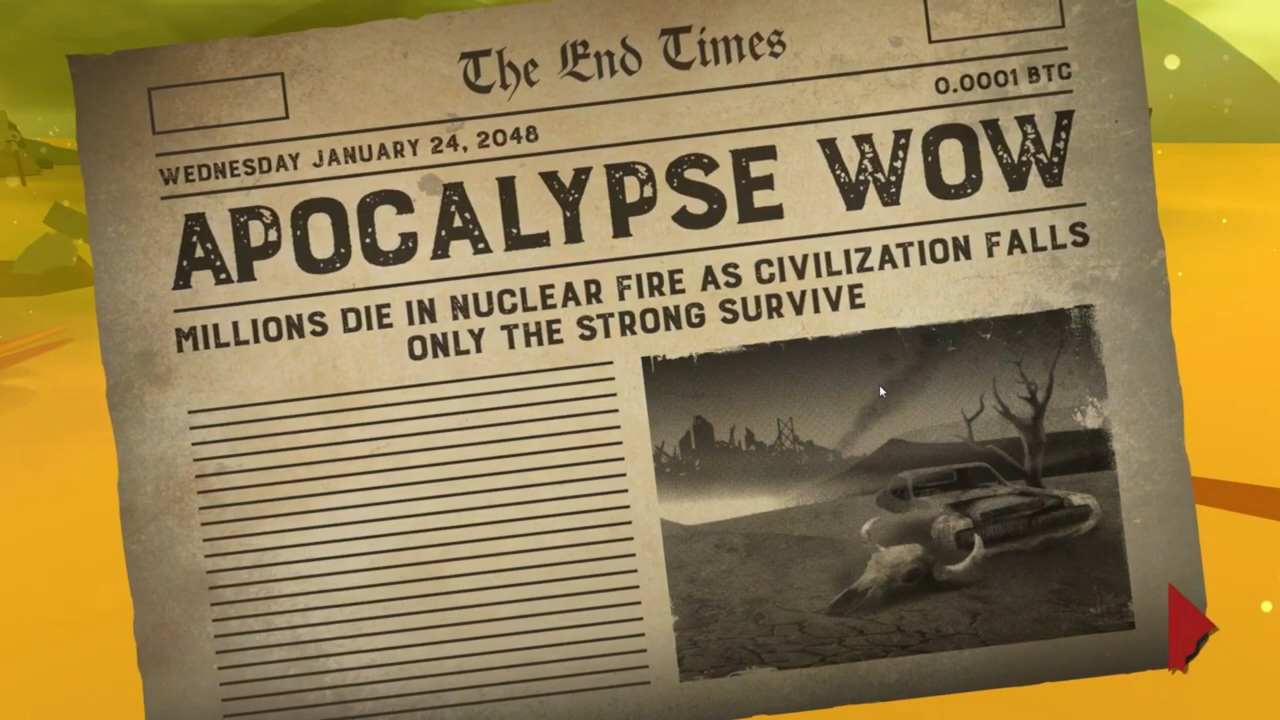 The End Times
WEDNESDAY JANUARY 24, 2048
0.0001 BTC
APOCALYPSE WOW
MILLIONS DIE IN NUCLEAR FIRE AS CIVILIZATION FALLS
ONLY THE STRONG SURVIVE